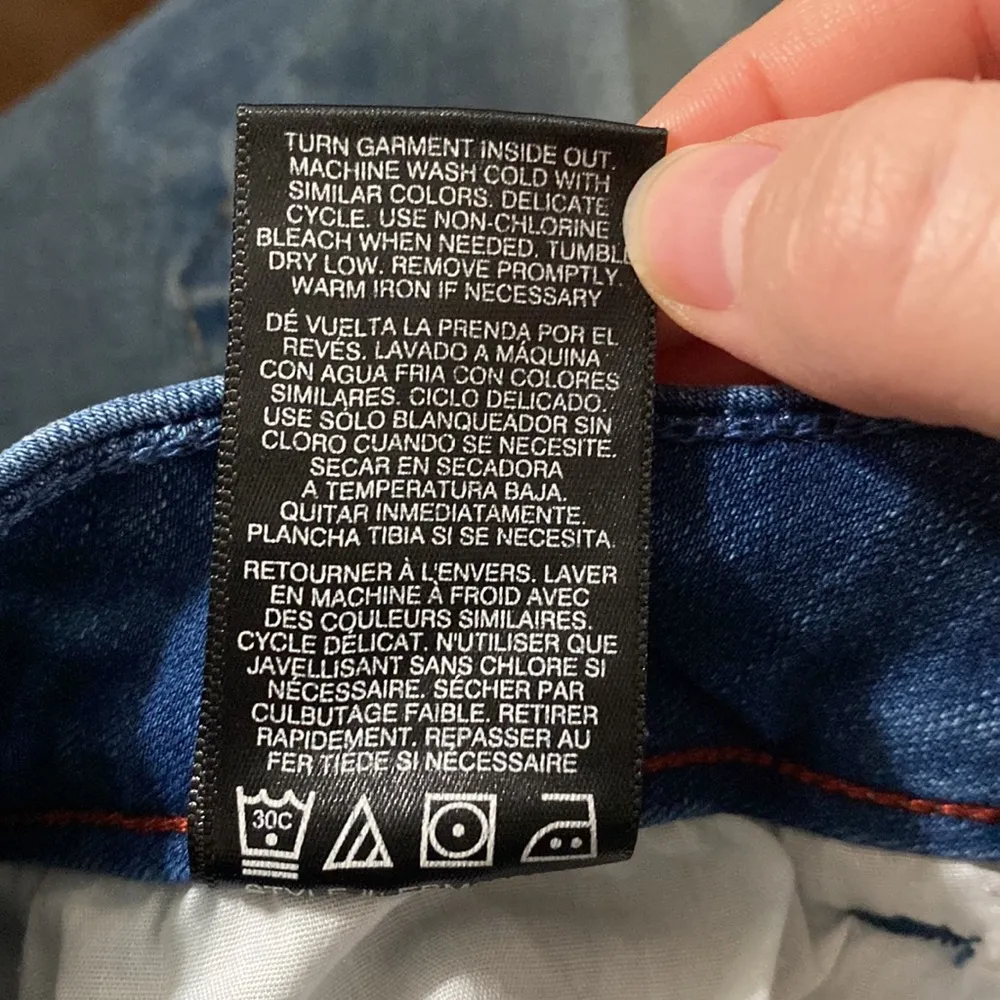 TURN GARMENT INSIDE OUT.
MACHINE WASH COLD WITH
SIMILAR COLORS. DELICATE
CYCLE. USE NON-CHLORINE
BLEACH WHEN NEEDED. TUMBL
DRY LOW. REMOVE PROMPTLY.
WARM IRON IF NECESSARY
DÉ VUELTA LA PRENDA POR EL
REVÉS. LAVADO A MÁQUINA
CON AGUA FRIA CON COLORES
SIMILARES. CICLO DELICADO.
USE SÓLO BLANQUEADOR SIN
CLORO CUANDO SE NECESITE.
SECAR EN SECADORA
A TEMPERATURA BAJA.
QUITAR INMEDIATAMENTE.
PLANCHA TIBIA SI SE NECESITA.
RETOURNER À L'ENVERS. LAVER
EN MACHINE À FROID AVEC
DES COULEURS SIMILAIRES.
CYCLE DÉLICAT. N'UTILISER QUE
JAVELLISANT SANS CHLORE SI
NÉCESSAIRE. SÉCHER PAR
CULBUTAGE FAIBLE. RETIRER
RAPIDEMENT. REPASSER AU
FER TIÈDE SI NÉCESSAIRE
30C